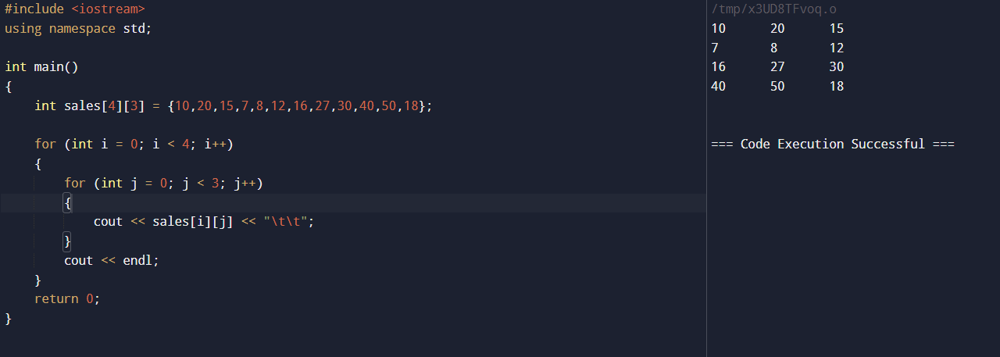 #include <iostream>
using namespace std;
int main()
{
int sales[4][3] = {10,20,15,7,8,12,16,27,30,40,50,18};
for (int i = 0; i < 4; i++)
{
for (int j = 0; j < 3; j++)
{
cout << sales[i][j] << "\t\t";
}
cout << endl;
}
return 0;
}
/tmp/x3UD8TFvoq.o
10 20 15
7 8 12
16 27 30
40 50 18
=== Code Execution Successful ===